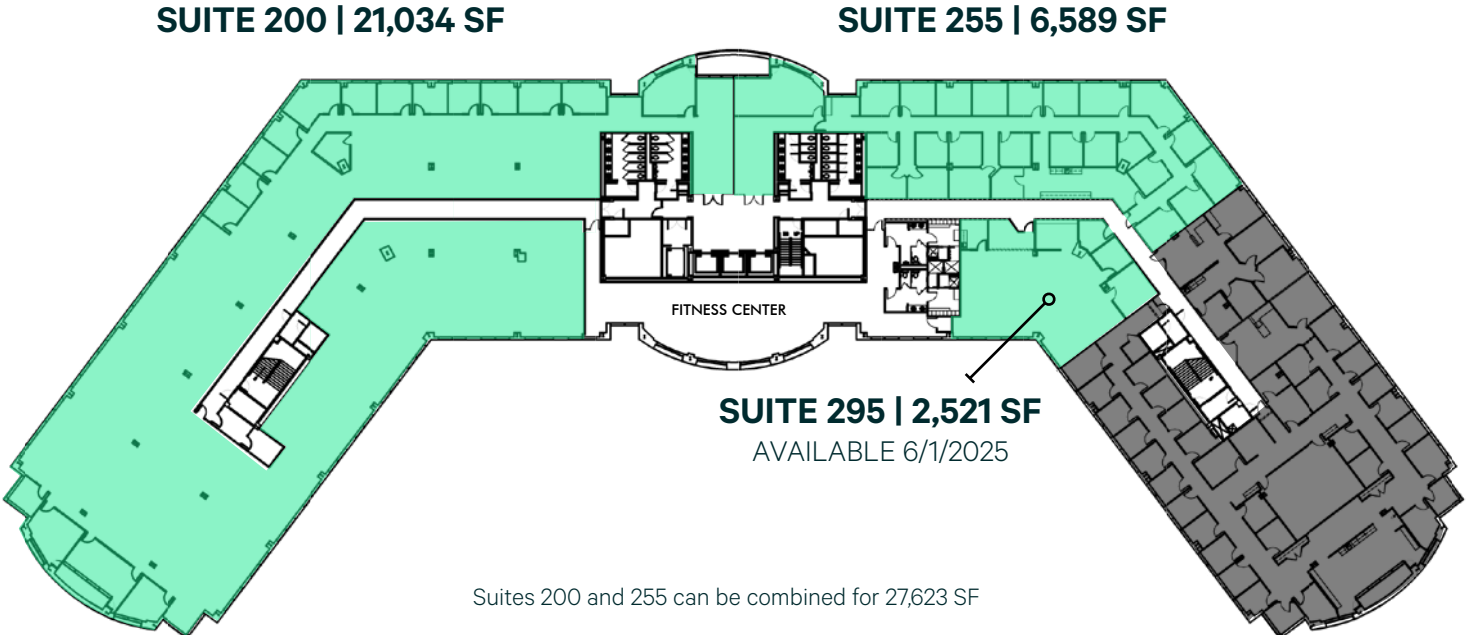 SUITE 200 | 21,034 SF
SUITE 255 | 6,589 SF
FITNESS CENTER
SUITE 295 | 2,521 SF
AVAILABLE 6/1/2025
Suites 200 and 255 can be combined for 27,623 SF